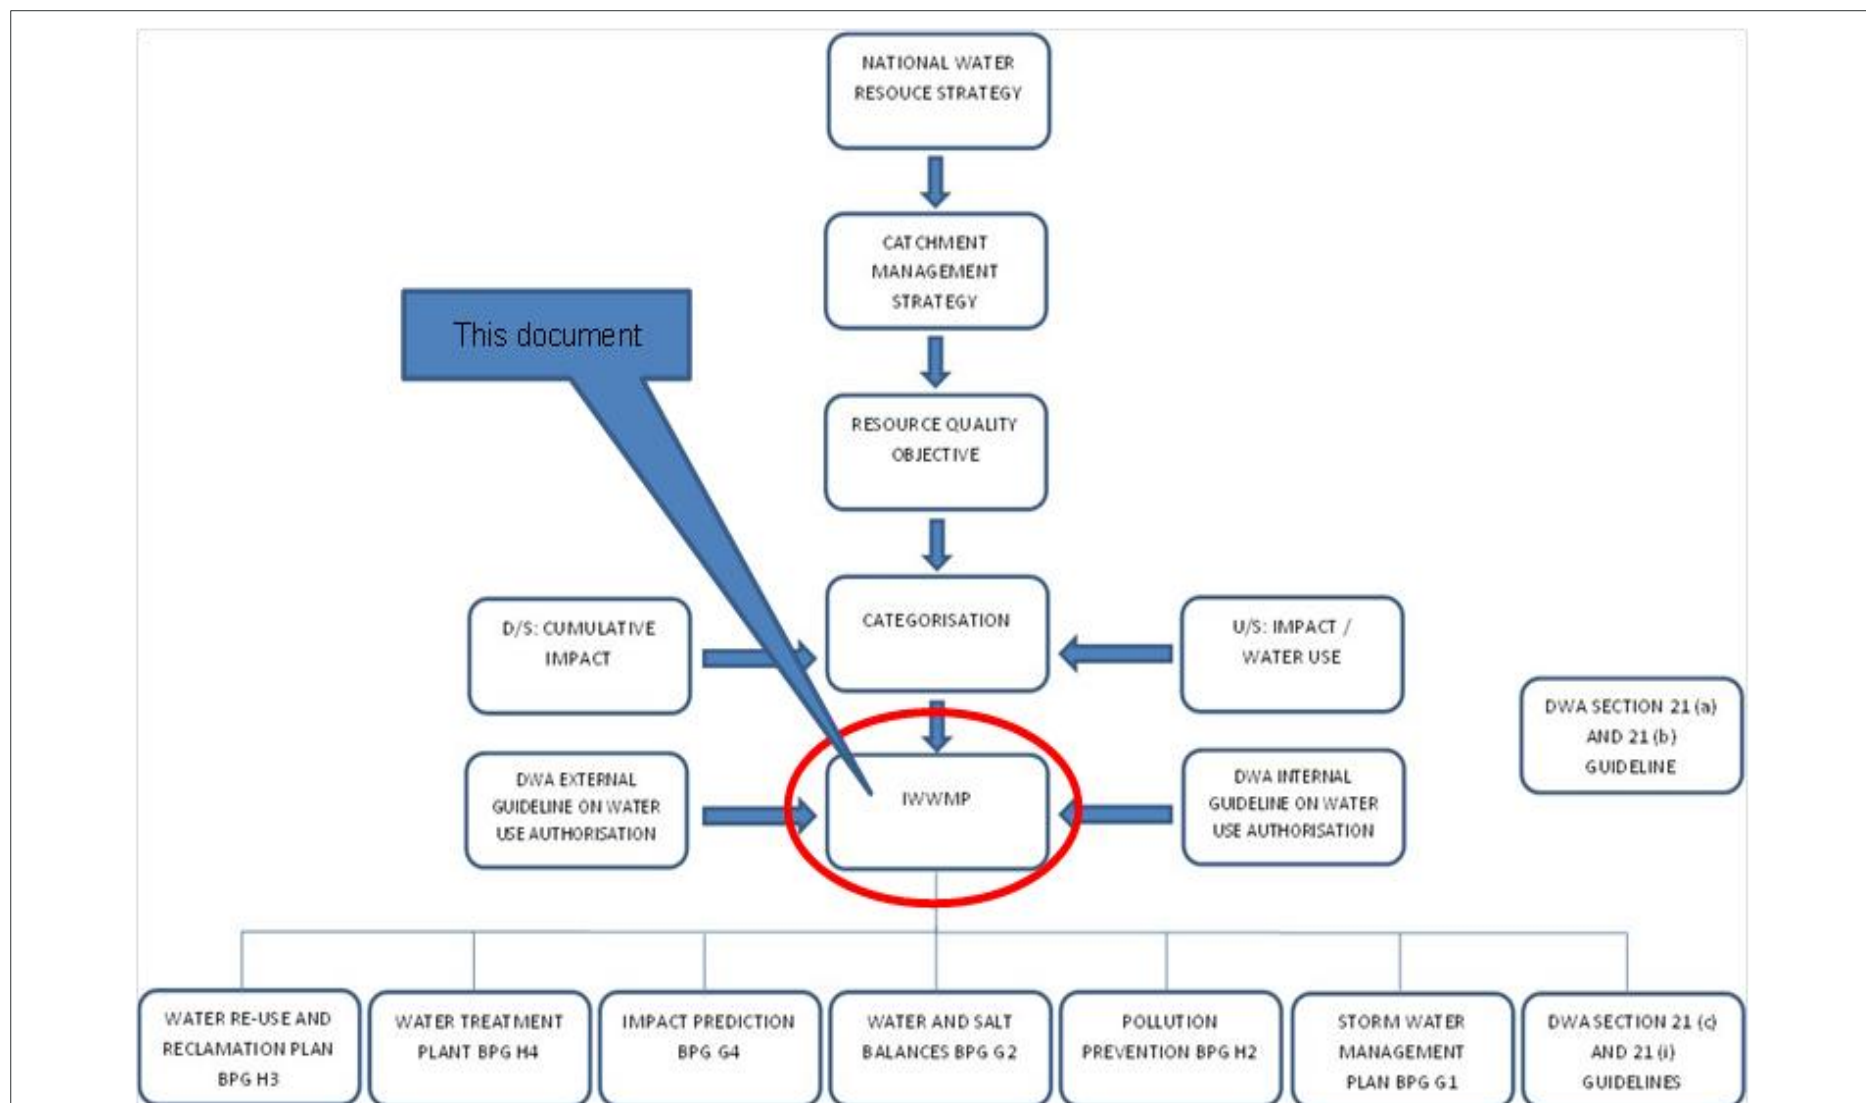 NATIONAL WATER
RESOUCE STRATEGY
CATCHMENT
MANAGEMENT
STRATEGY
This document
RESOURCE QUALITY
OBJECTIVE
D/S: CUMULATIVE
IMPACT
CATEGORISATION
U/S: IMPACT /
WATER USE
DWA SECTION 21 (a)
AND 21 (b)
GUIDELINE
DWA EXTERNAL
GUIDELINE ON WATER
USE AUTHORISATION
IWWMP
DWA INTERNAL
GUIDELINE ON WATER
USE AUTHORISATION
WATER RE-USE AND
RECLAMATION PLAN
BPG H3
WATER TREATMENT
PLANT BPG H4
IMPACT PREDICTION
BPG G4
WATER AND SALT
BALANCES BPG G2
POLLUTION
PREVENTION BPG H2
STORM WATER
MANAGEMENT
PLAN BPG G1
DWA SECTION 21 (c)
AND 21 (i)
GUIDELINES